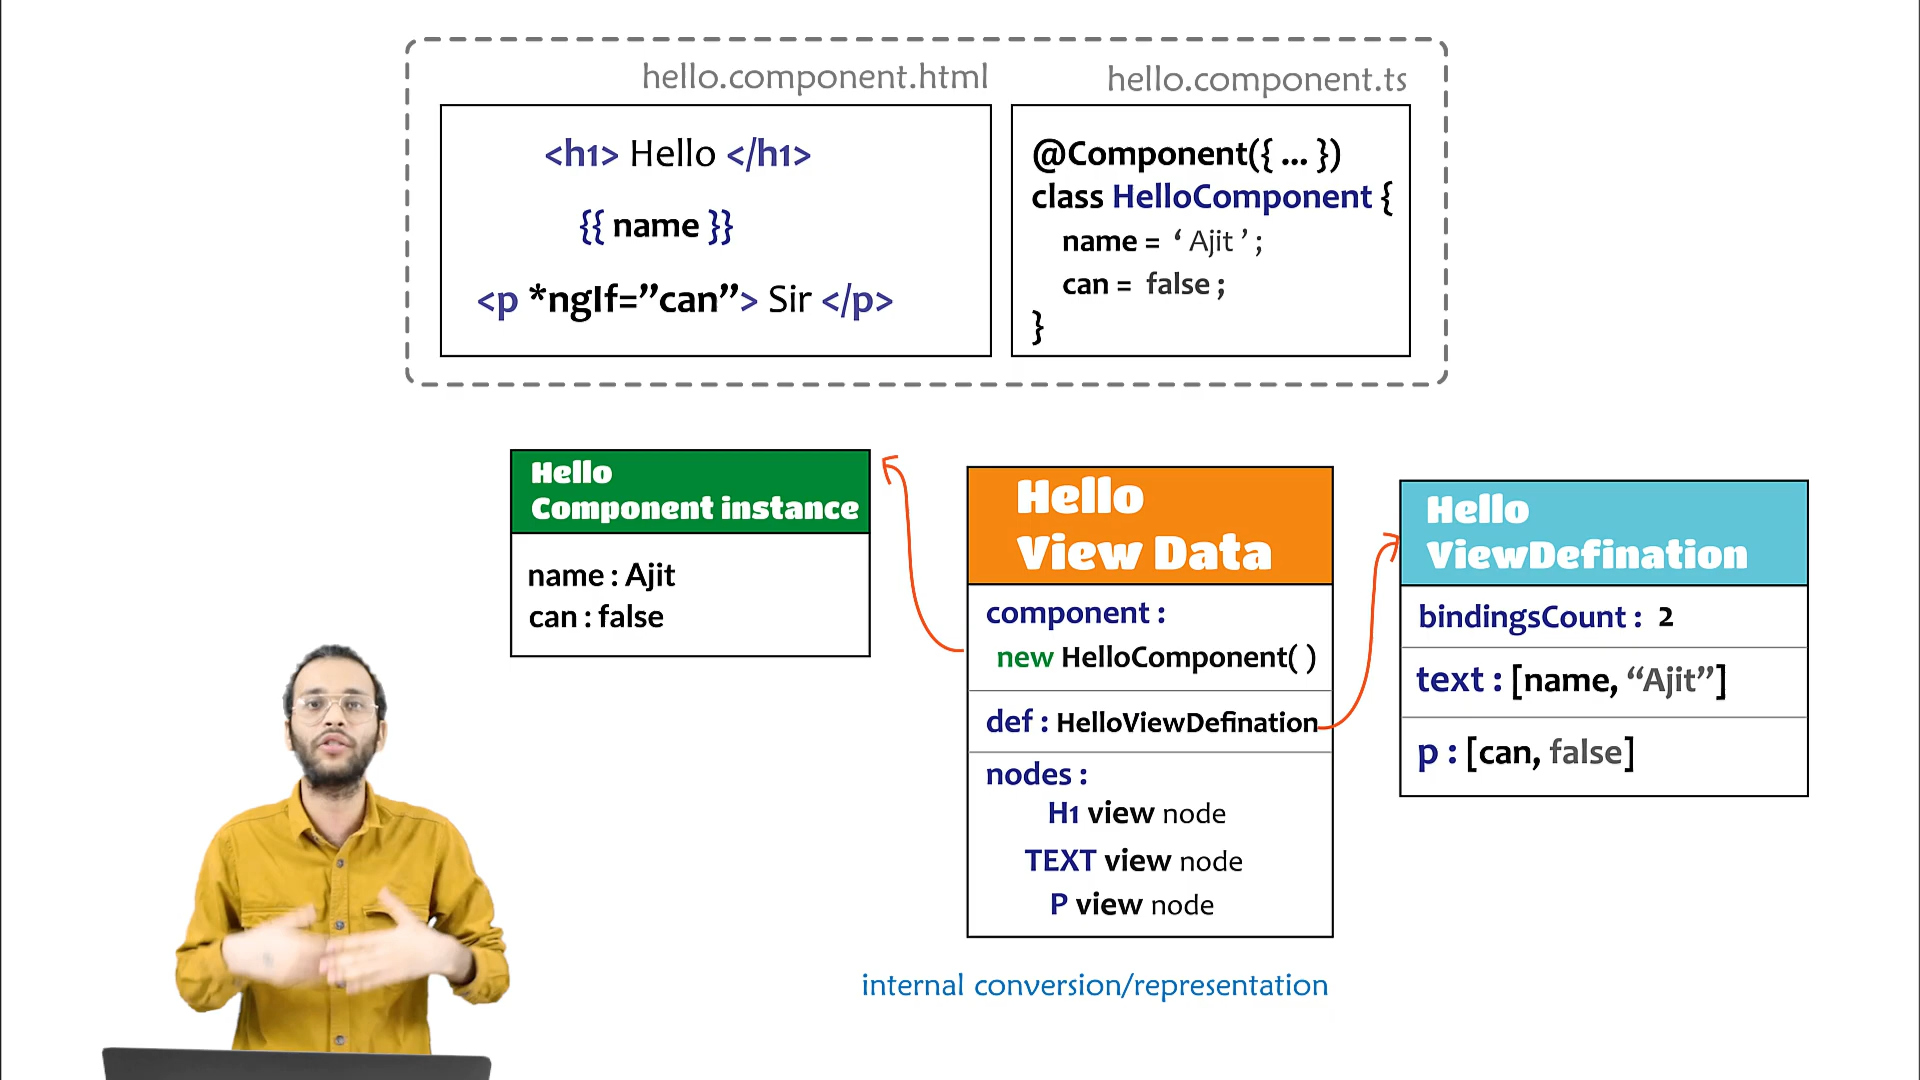 hello.component.html
<h1> Hello </h1>
{{ name }}
<p *ngIf=”can”> Sir </p>
hello.component.ts
@Component({ ... })
class HelloComponent {
name = ‘ Ajit ’ ;
can = false ;
}
Hello
Component instance
name : Ajit
can : false
Hello
View Data
component :
new HelloComponent( )
def : HelloViewDefination
nodes :
H1 view node
TEXT view node
P view node
Hello
ViewDefination
bindingsCount : 2
text : [name, “Ajit”]
p : [can, false]
internal conversion/representation